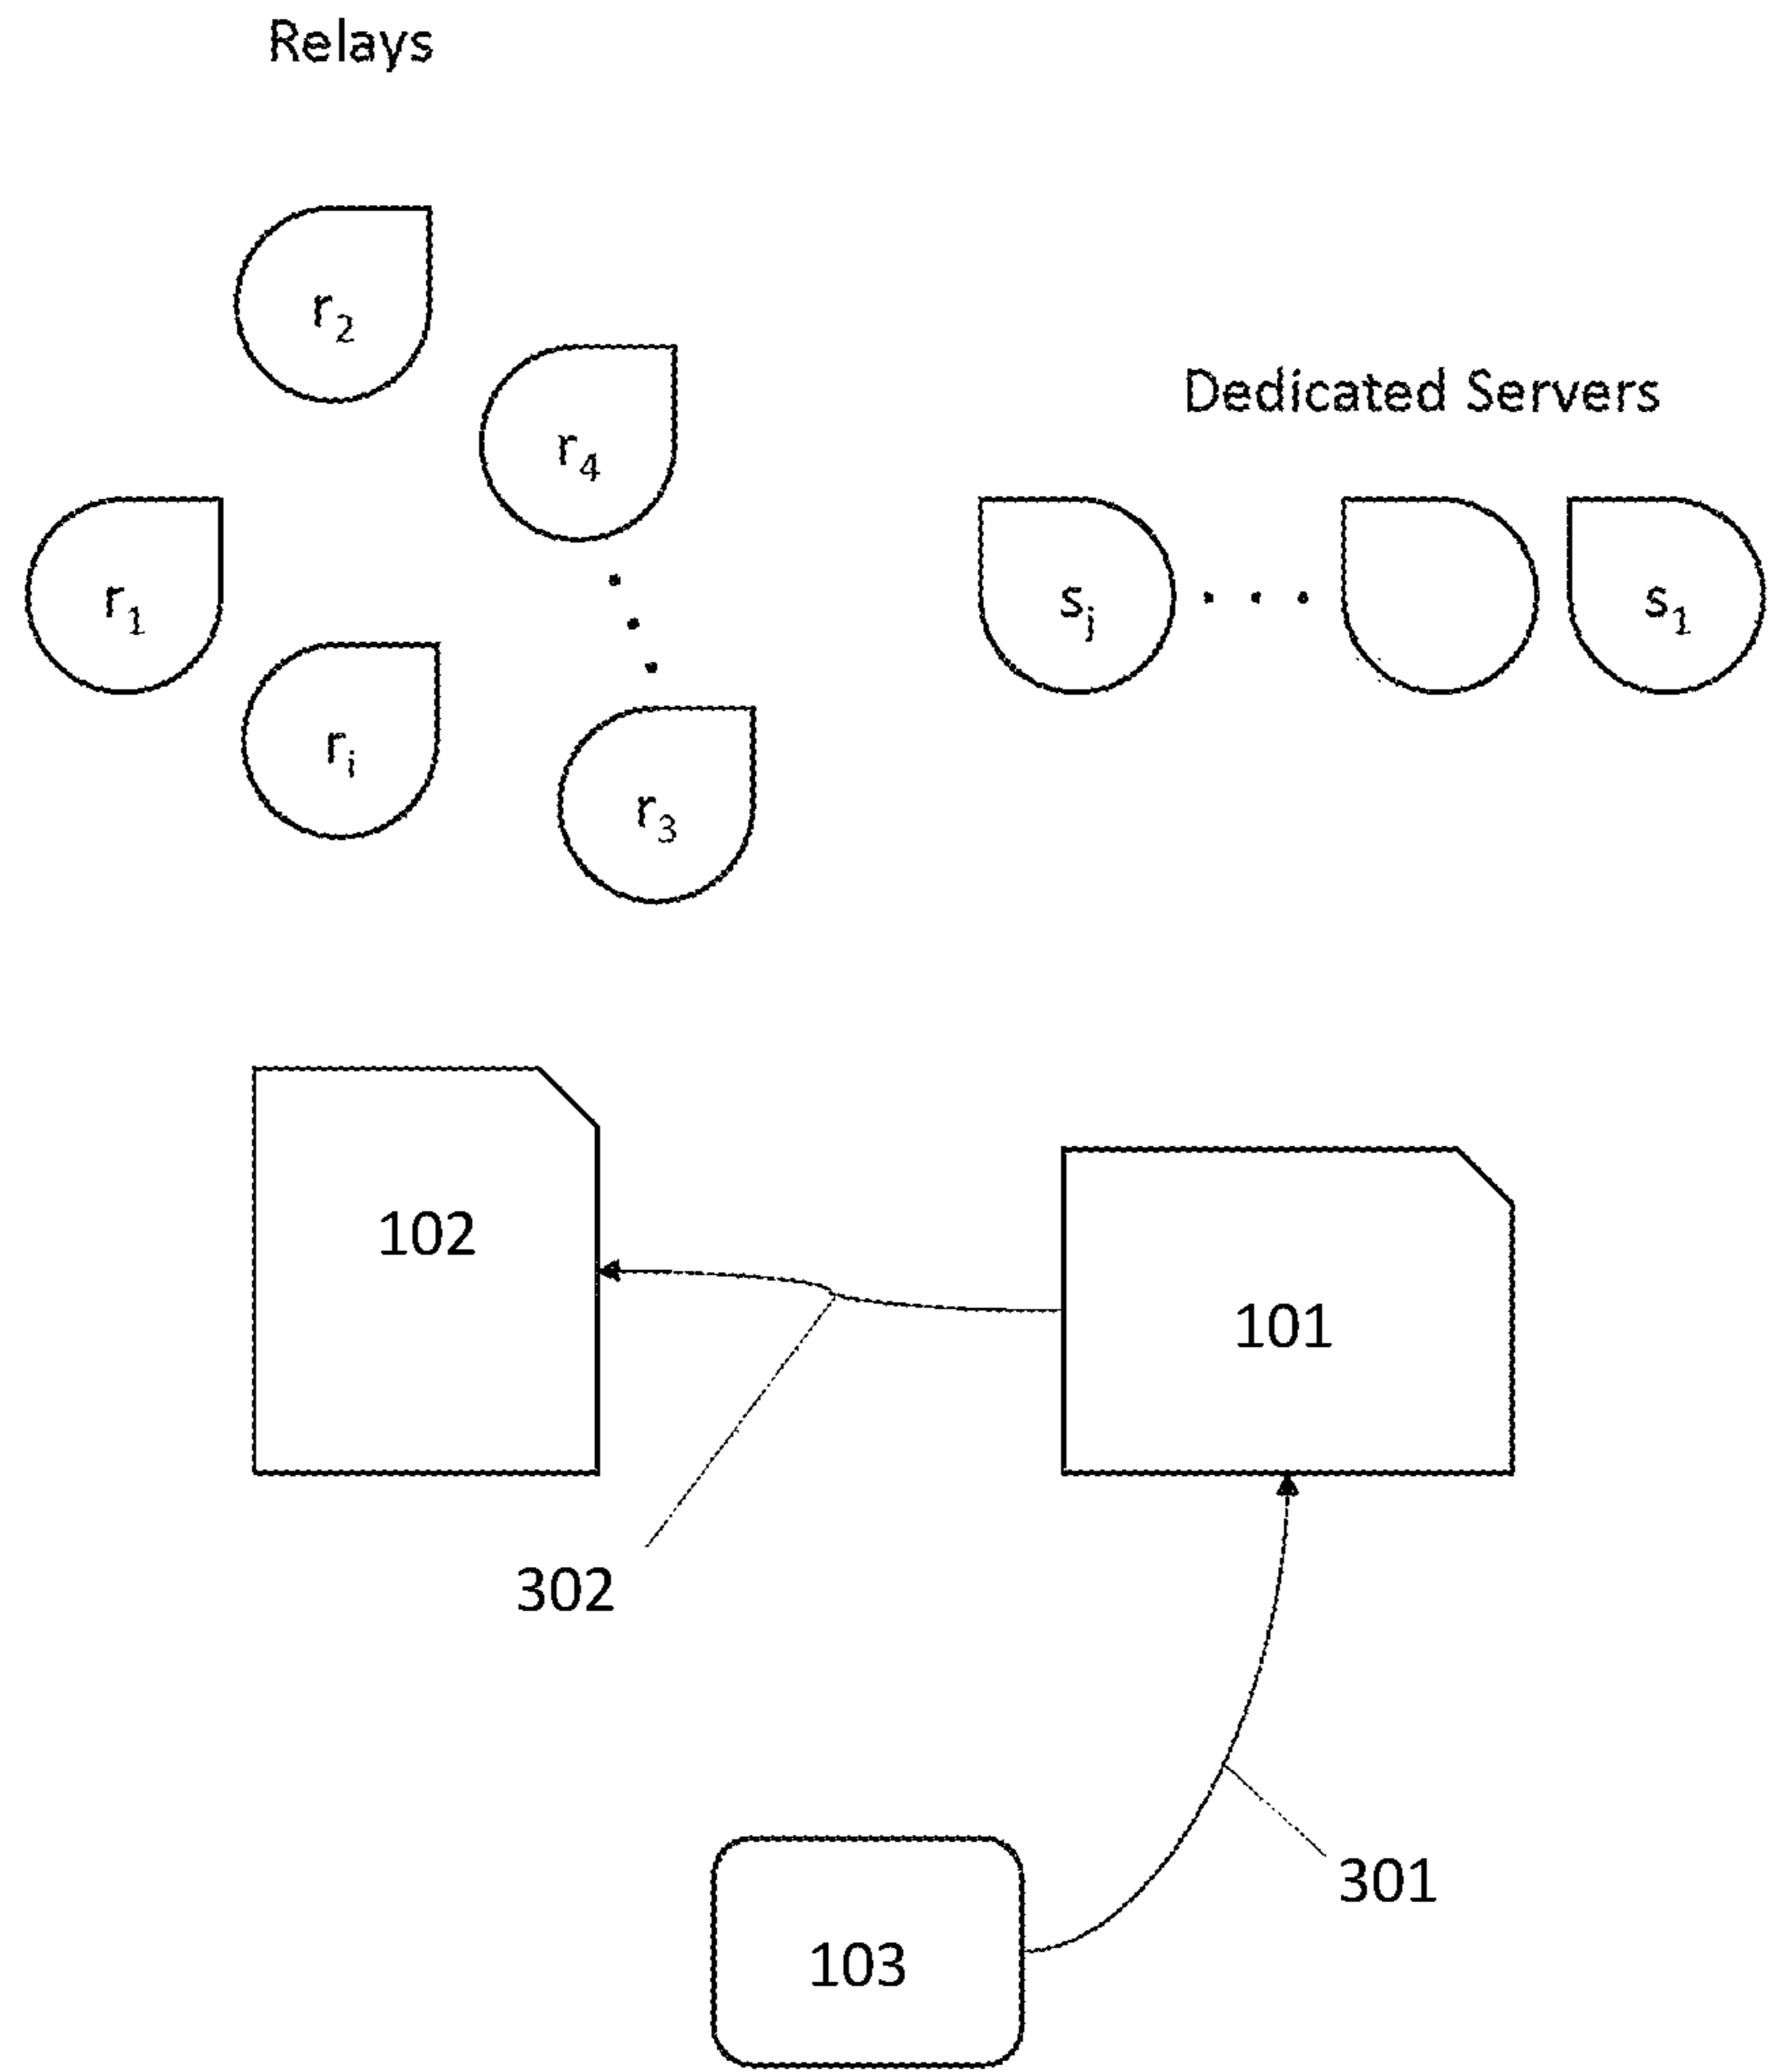 Relays
r2
r4
Dedicated Servers
r1
sj
s1
ri
r3
102
101
302
301
103